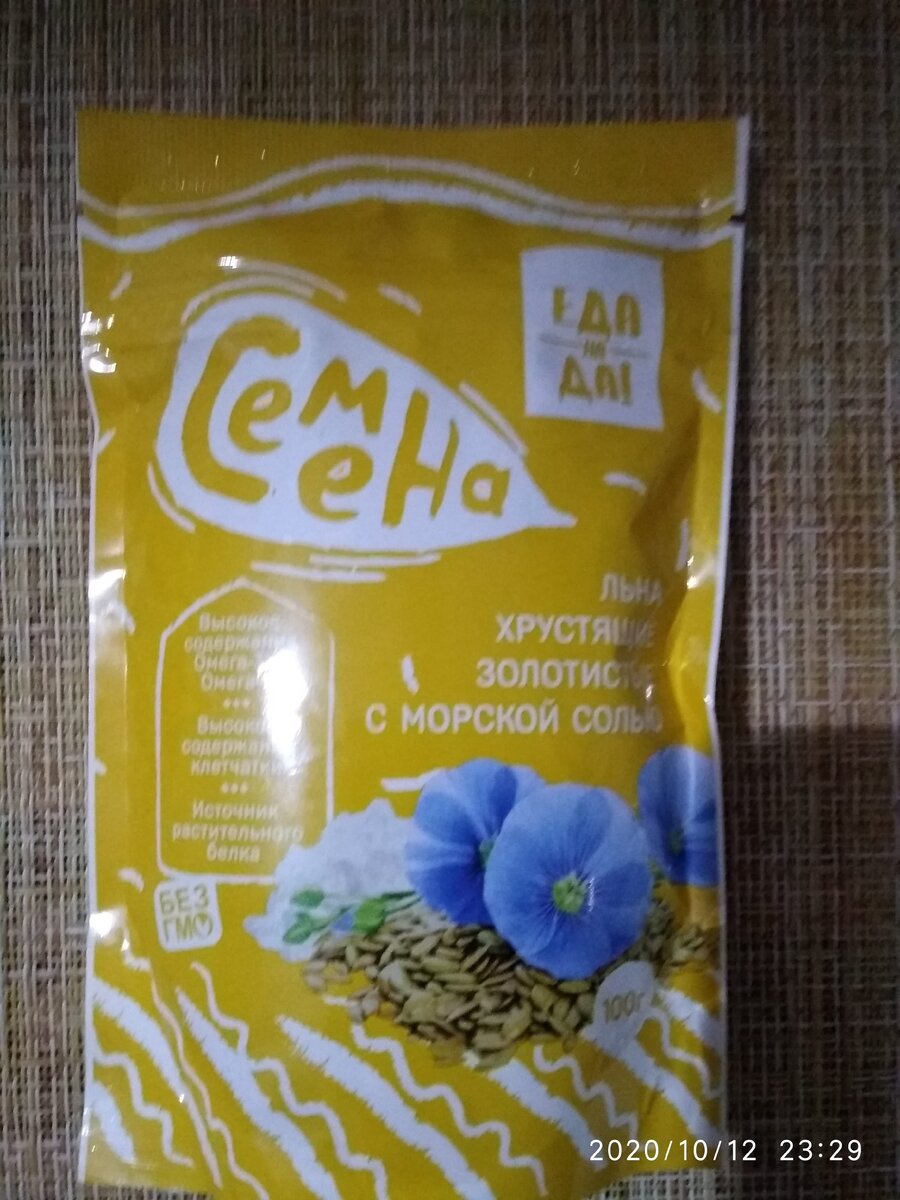 ЕДА
на
ДА!
Семена
ЛЬНА
ХРУСТЯЩИЕ
ЗОЛОТИСТЫЕ
С МОРСКОЙ СОЛЬЮ
Высокое
содержание
Омега-
Омега
Высокое
содержание
клетчатки
Источник
растительного
белка
БЕЗ
ГМО
100г
2020/10/12 23:29